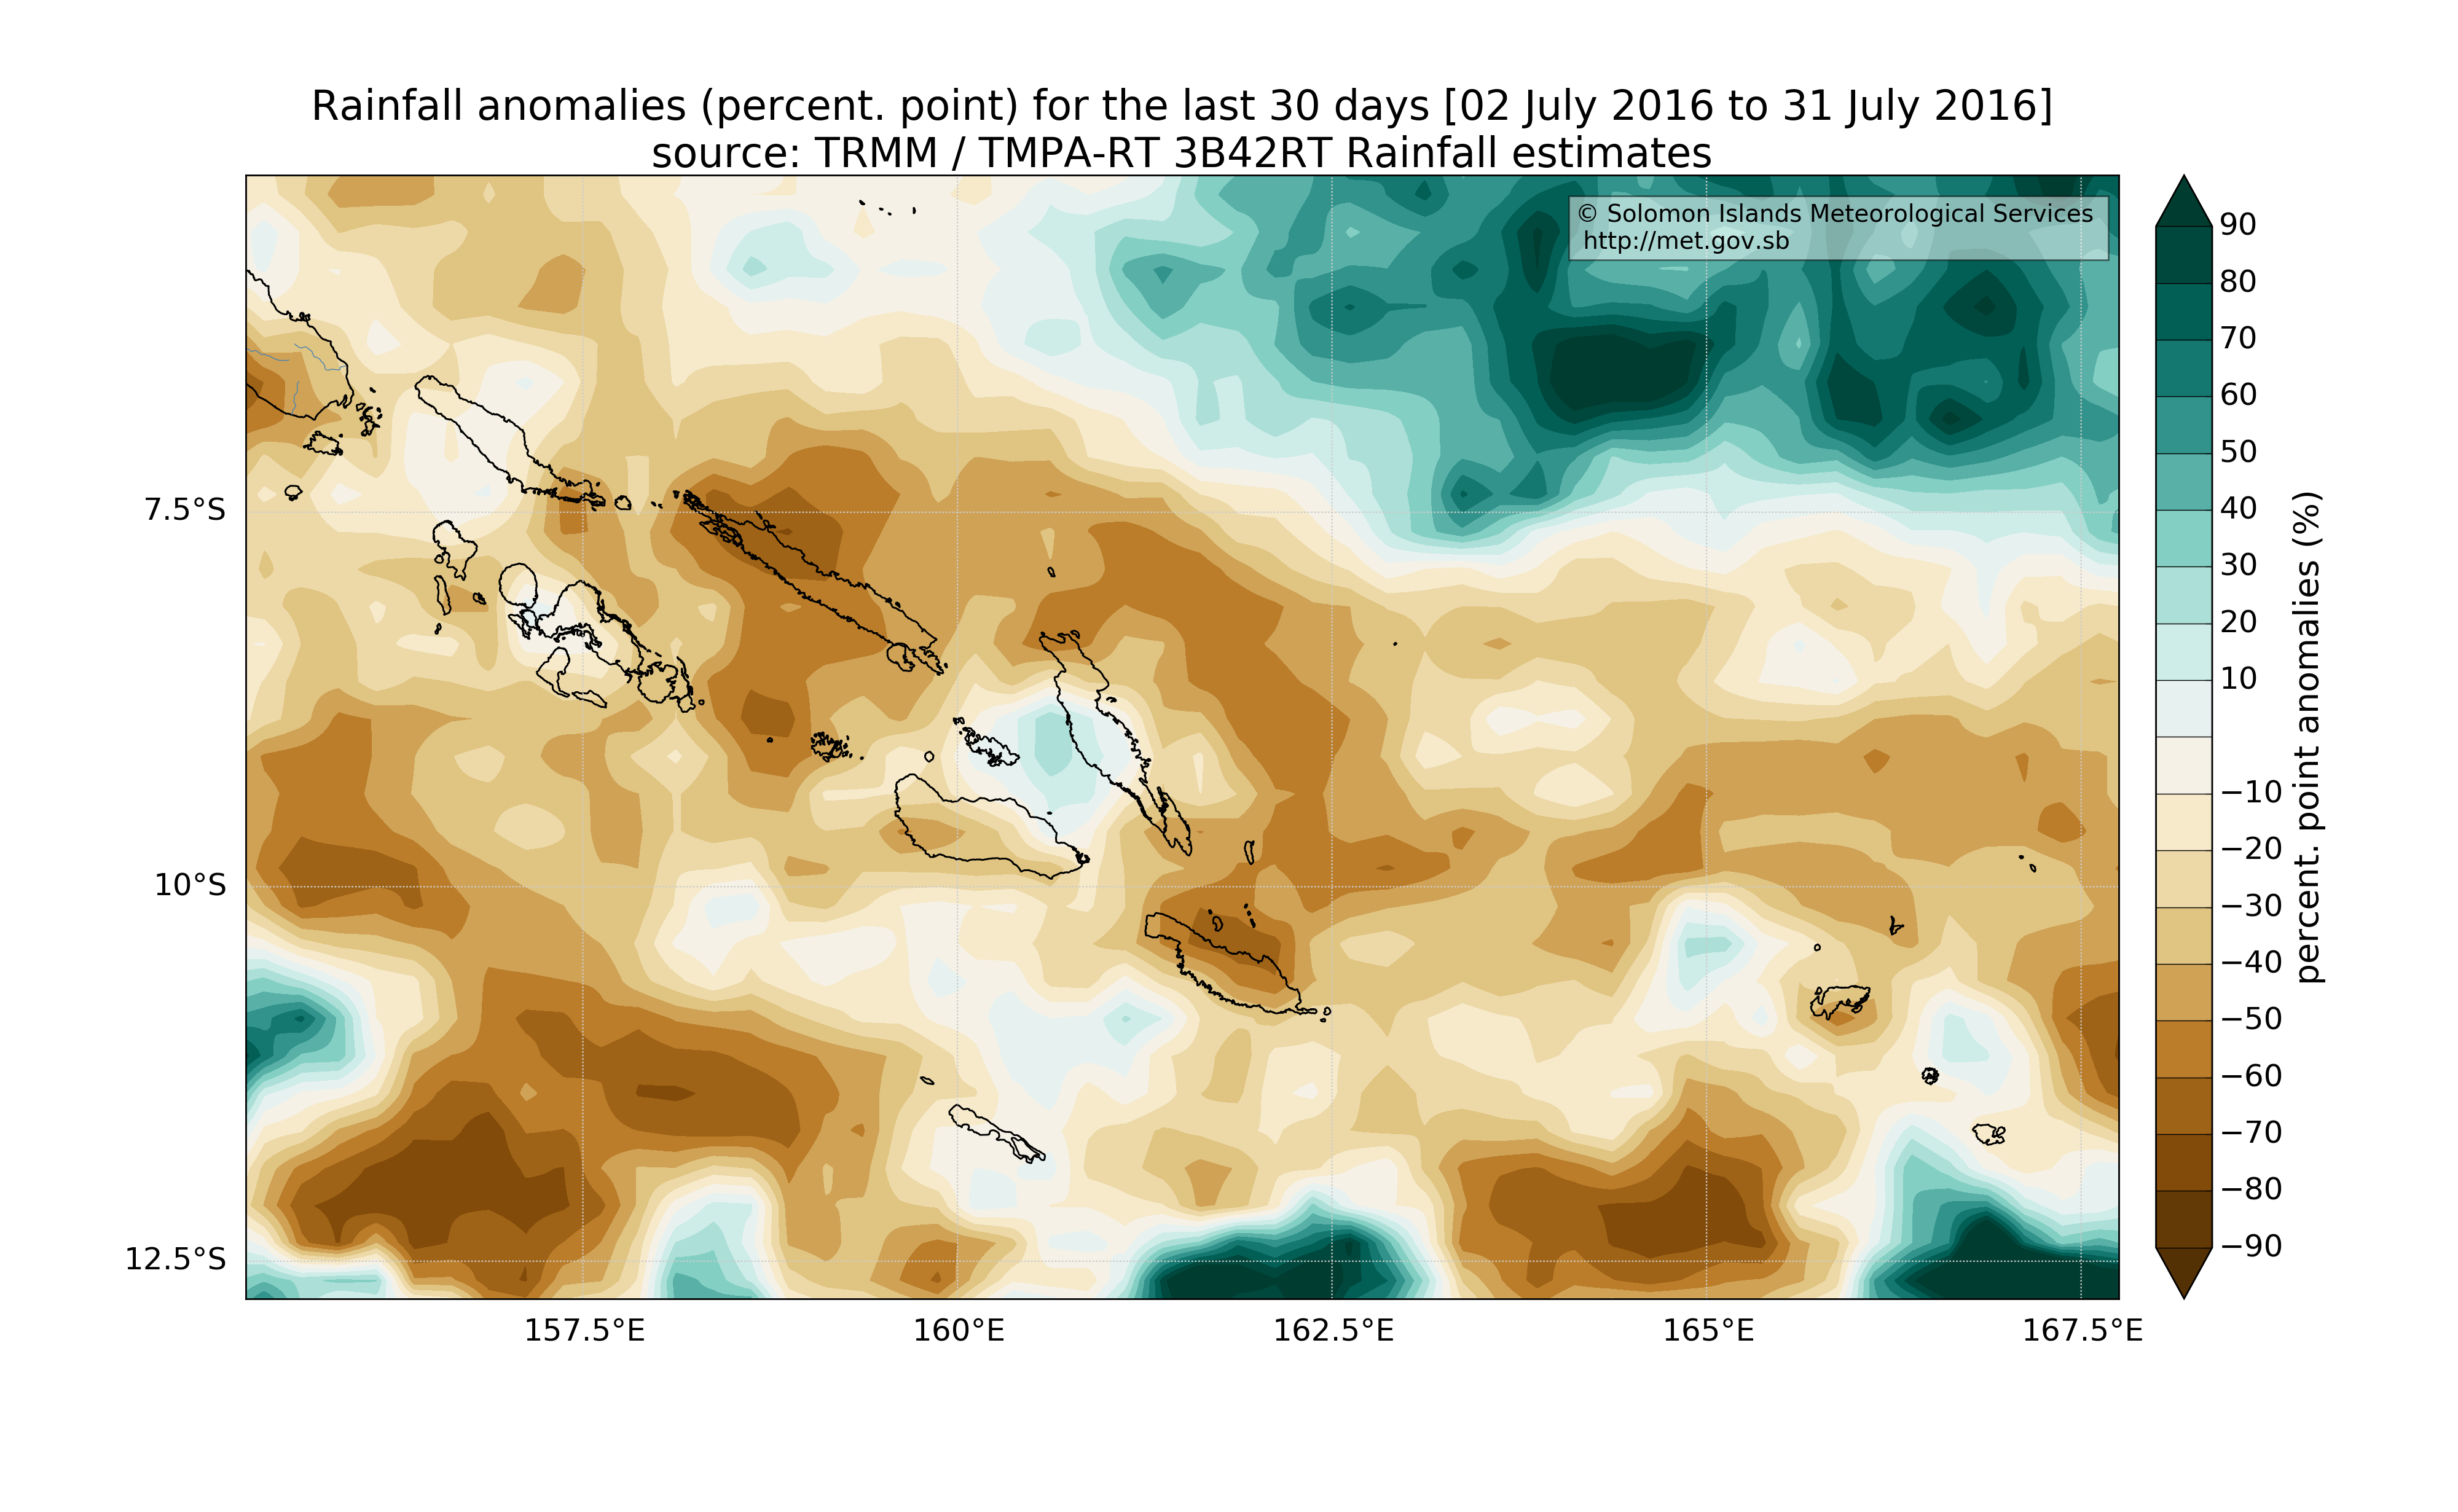 Rainfall anomalies (percent. point) for the last 30 days [02 July 2016 to 31 July 2016]
source: TRMM / TMPA-RT 3B42RT Rainfall estimates
© Solomon Islands Meteorological Services
http://met.gov.sb
7.5°S
10°S
12.5°S
157.5°E
160°E
162.5°E
165°E
167.5°E
90
80
70
60
50
40
30
20
10
−10
−20
−30
−40
−50
−60
−70
−80
−90
percent. point anomalies (%)